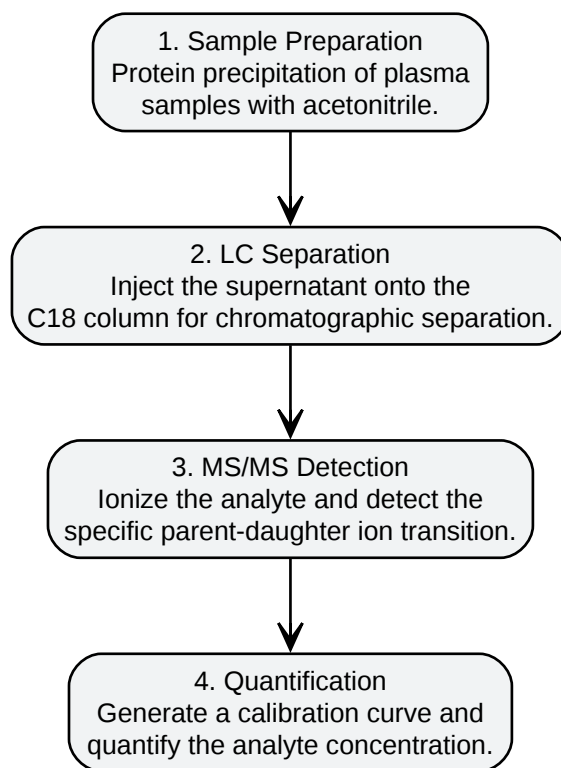 1. Sample Preparation
Protein precipitation of plasma
samples with acetonitrile.
2. LC Separation
Inject the supernatant onto the
C18 column for chromatographic separation.
3. MS/MS Detection
Ionize the analyte and detect the
specific parent-daughter ion transition.
4. Quantification
Generate a calibration curve and
quantify the analyte concentration.